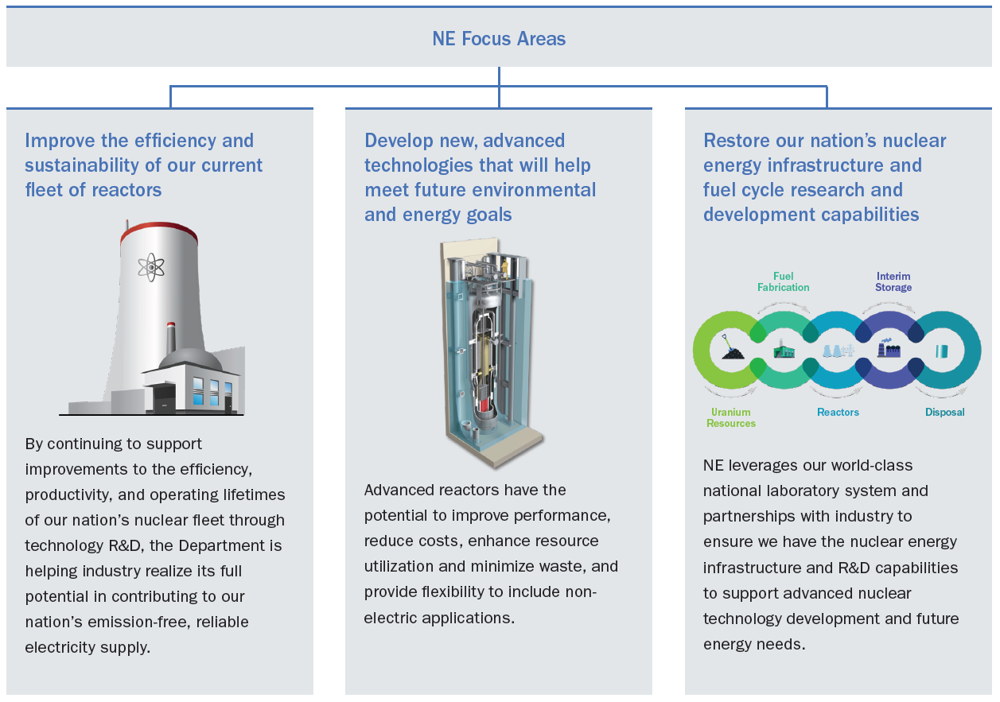 NE Focus Areas
Improve the efficiency and
sustainability of our current
fleet of reactors
By continuing to support
improvements to the efficiency,
productivity, and operating lifetimes
of our nation’s nuclear fleet through
technology R&D, the Department is
helping industry realize its full
potential in contributing to our
nation’s emission-free, reliable
electricity supply.
Develop new, advanced
technologies that will help
meet future environmental
and energy goals
Advanced reactors have the
potential to improve performance,
reduce costs, enhance resource
utilization and minimize waste, and
provide flexibility to include non-
electric applications.
Restore our nation’s nuclear
energy infrastructure and
fuel cycle research and
development capabilities
Fuel
Fabrication
Interim
Storage
Uranium
Resources
Reactors
Disposal
NE leverages our world-class
national laboratory system and
partnerships with industry to
ensure we have the nuclear energy
infrastructure and R&D capabilities
to support advanced nuclear
technology development and future
energy needs.